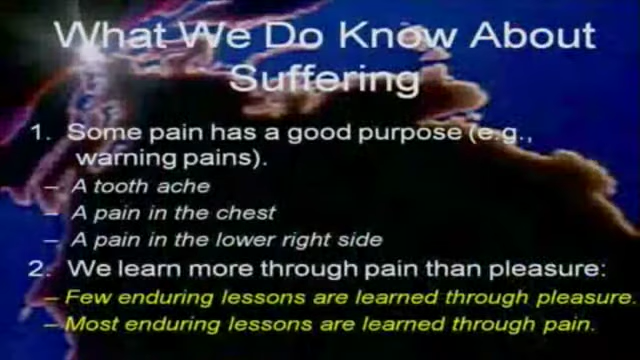 What We Do Know About
Suffering
1. Some pain has a good purpose (e.g.,
warning pains).
– A tooth ache
– A pain in the chest
– A pain in the lower right side
2. We learn more through pain than pleasure:
– Few enduring lessons are learned through pleasure.
– Most enduring lessons are learned through pain.